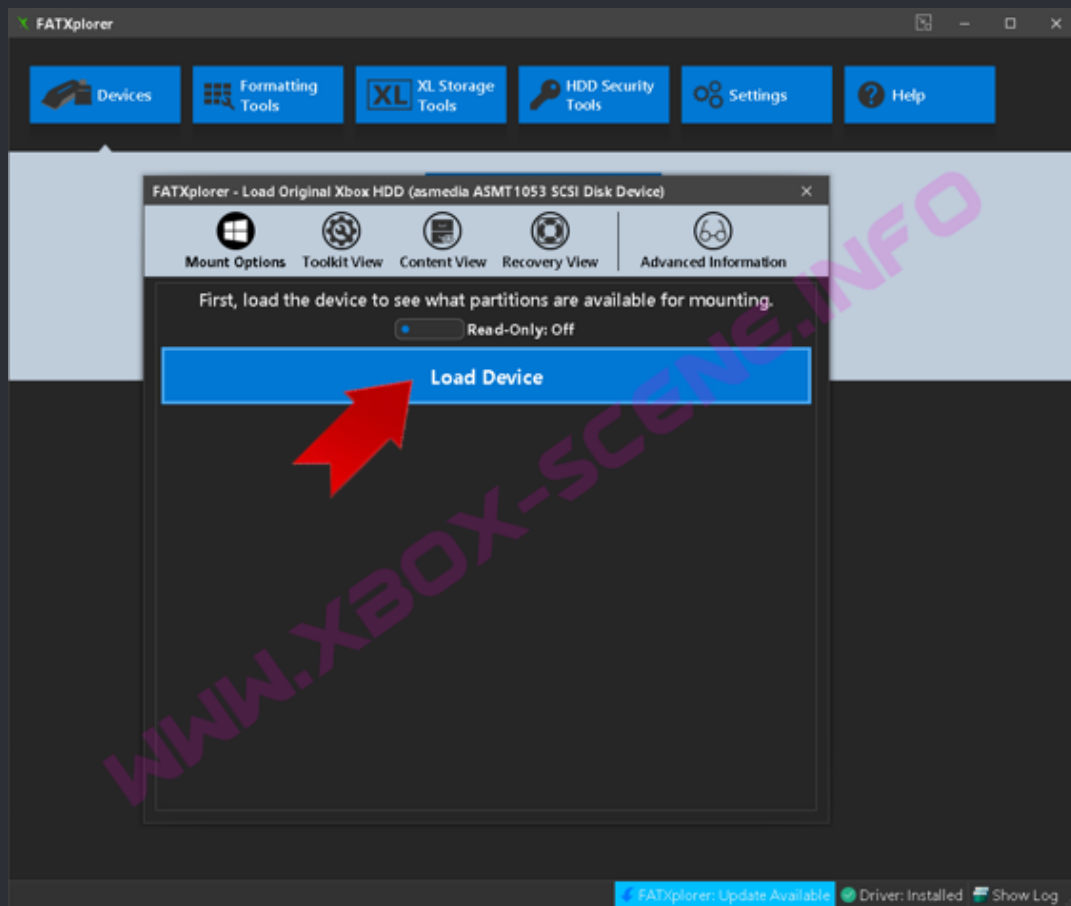 FATXplorer
Devices
Formatting
Tools
XL
XL Storage
Tools
HDD Security
Tools
Settings
? Help
FATXplorer - Load Original Xbox HDD (asmedia ASMT1053 SCSI Disk Device)
Mount Options
Toolkit View
Content View
Recovery View
Advanced Information
First, load the device to see what partitions are available for mounting.
Read-Only: Off
Load Device
WWW.XBOX-SCENE.INFO
FATXplorer: Update Available
Driver: Installed
Show Log